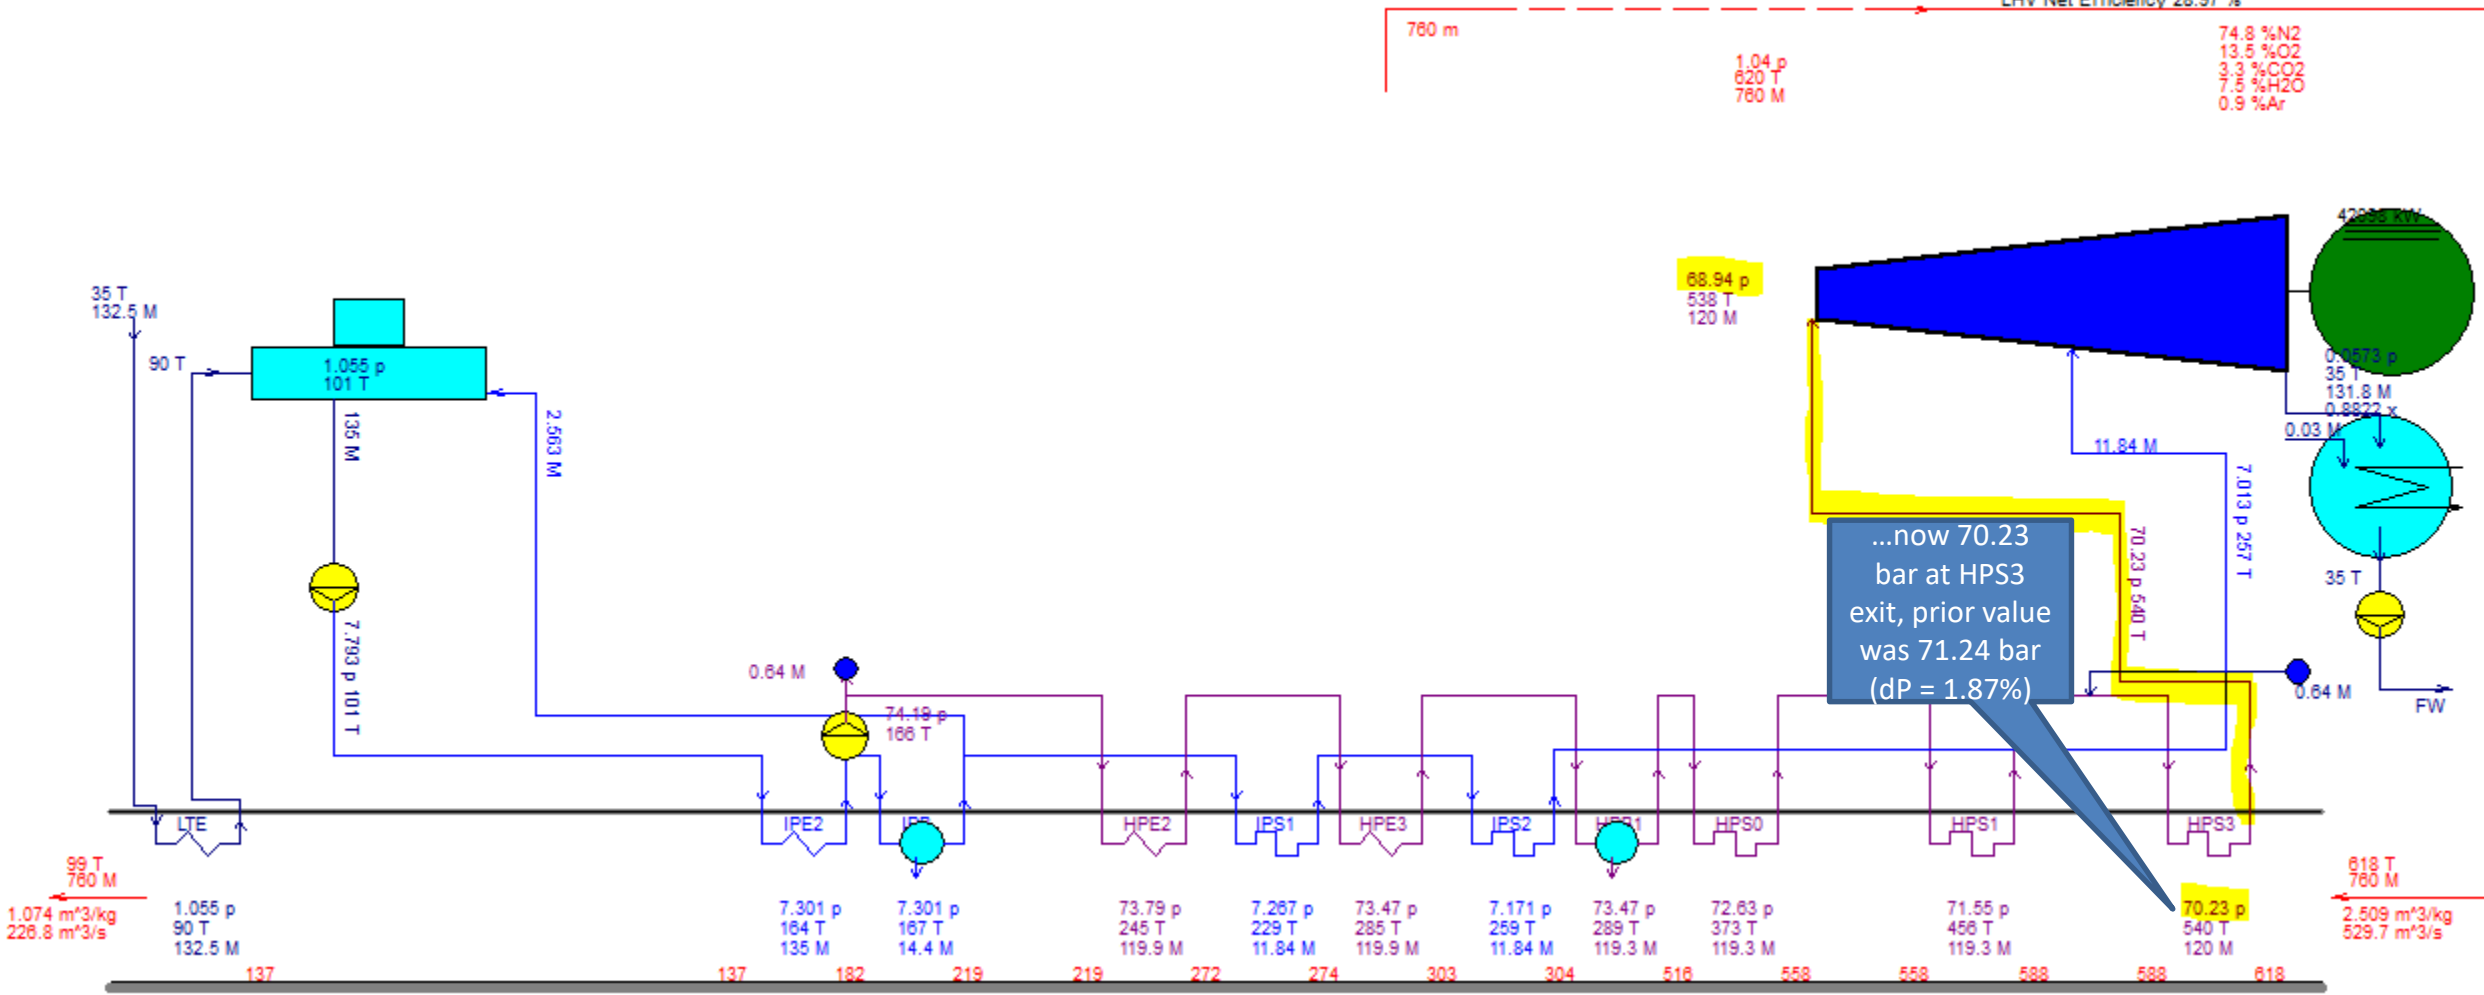 LHV Net Efficiency 28.97 %
760 m
74.8 %N2
13.5 %O2
3.3 %CO2
7.5 %H2O
0.9 %Ar
1.04 p
620 T
760 M
35 T
132.5 M
90 T
1.055 p
101 T
135 M
2.563 M
7.793 p 101 T
68.94 p
538 T
120 M
kW
0.0573 p
35 T
131.8 M
0.8822 x
0.03 M
11.84 M
7.013 p 257 T
70.23 p 540 T
35 T
FW
0.64 M
...now 70.23
bar at HPS3
exit, prior value
was 71.24 bar
(dP = 1.87%)
0.64 M
74.19 p
166 T
LTE
IPE2
HPE2
IPS1
HPE3
IPS2
HPS0
HPS1
HPS3
99 T
760 M
1.074 m^3/kg
226.8 m^3/s
1.055 p
90 T
132.5 M
7.301 p
164 T
135 M
7.301 p
167 T
14.4 M
73.79 p
245 T
119.9 M
7.267 p
229 T
11.84 M
73.47 p
285 T
119.9 M
7.171 p
259 T
11.84 M
73.47 p
289 T
119.3 M
72.63 p
373 T
119.3 M
71.55 p
456 T
119.3 M
70.23 p
540 T
120 M
618 T
760 M
2.509 m^3/kg
529.7 m^3/s
137 137 182 219 219 272 274 303 304 516 558 558 588 588 618